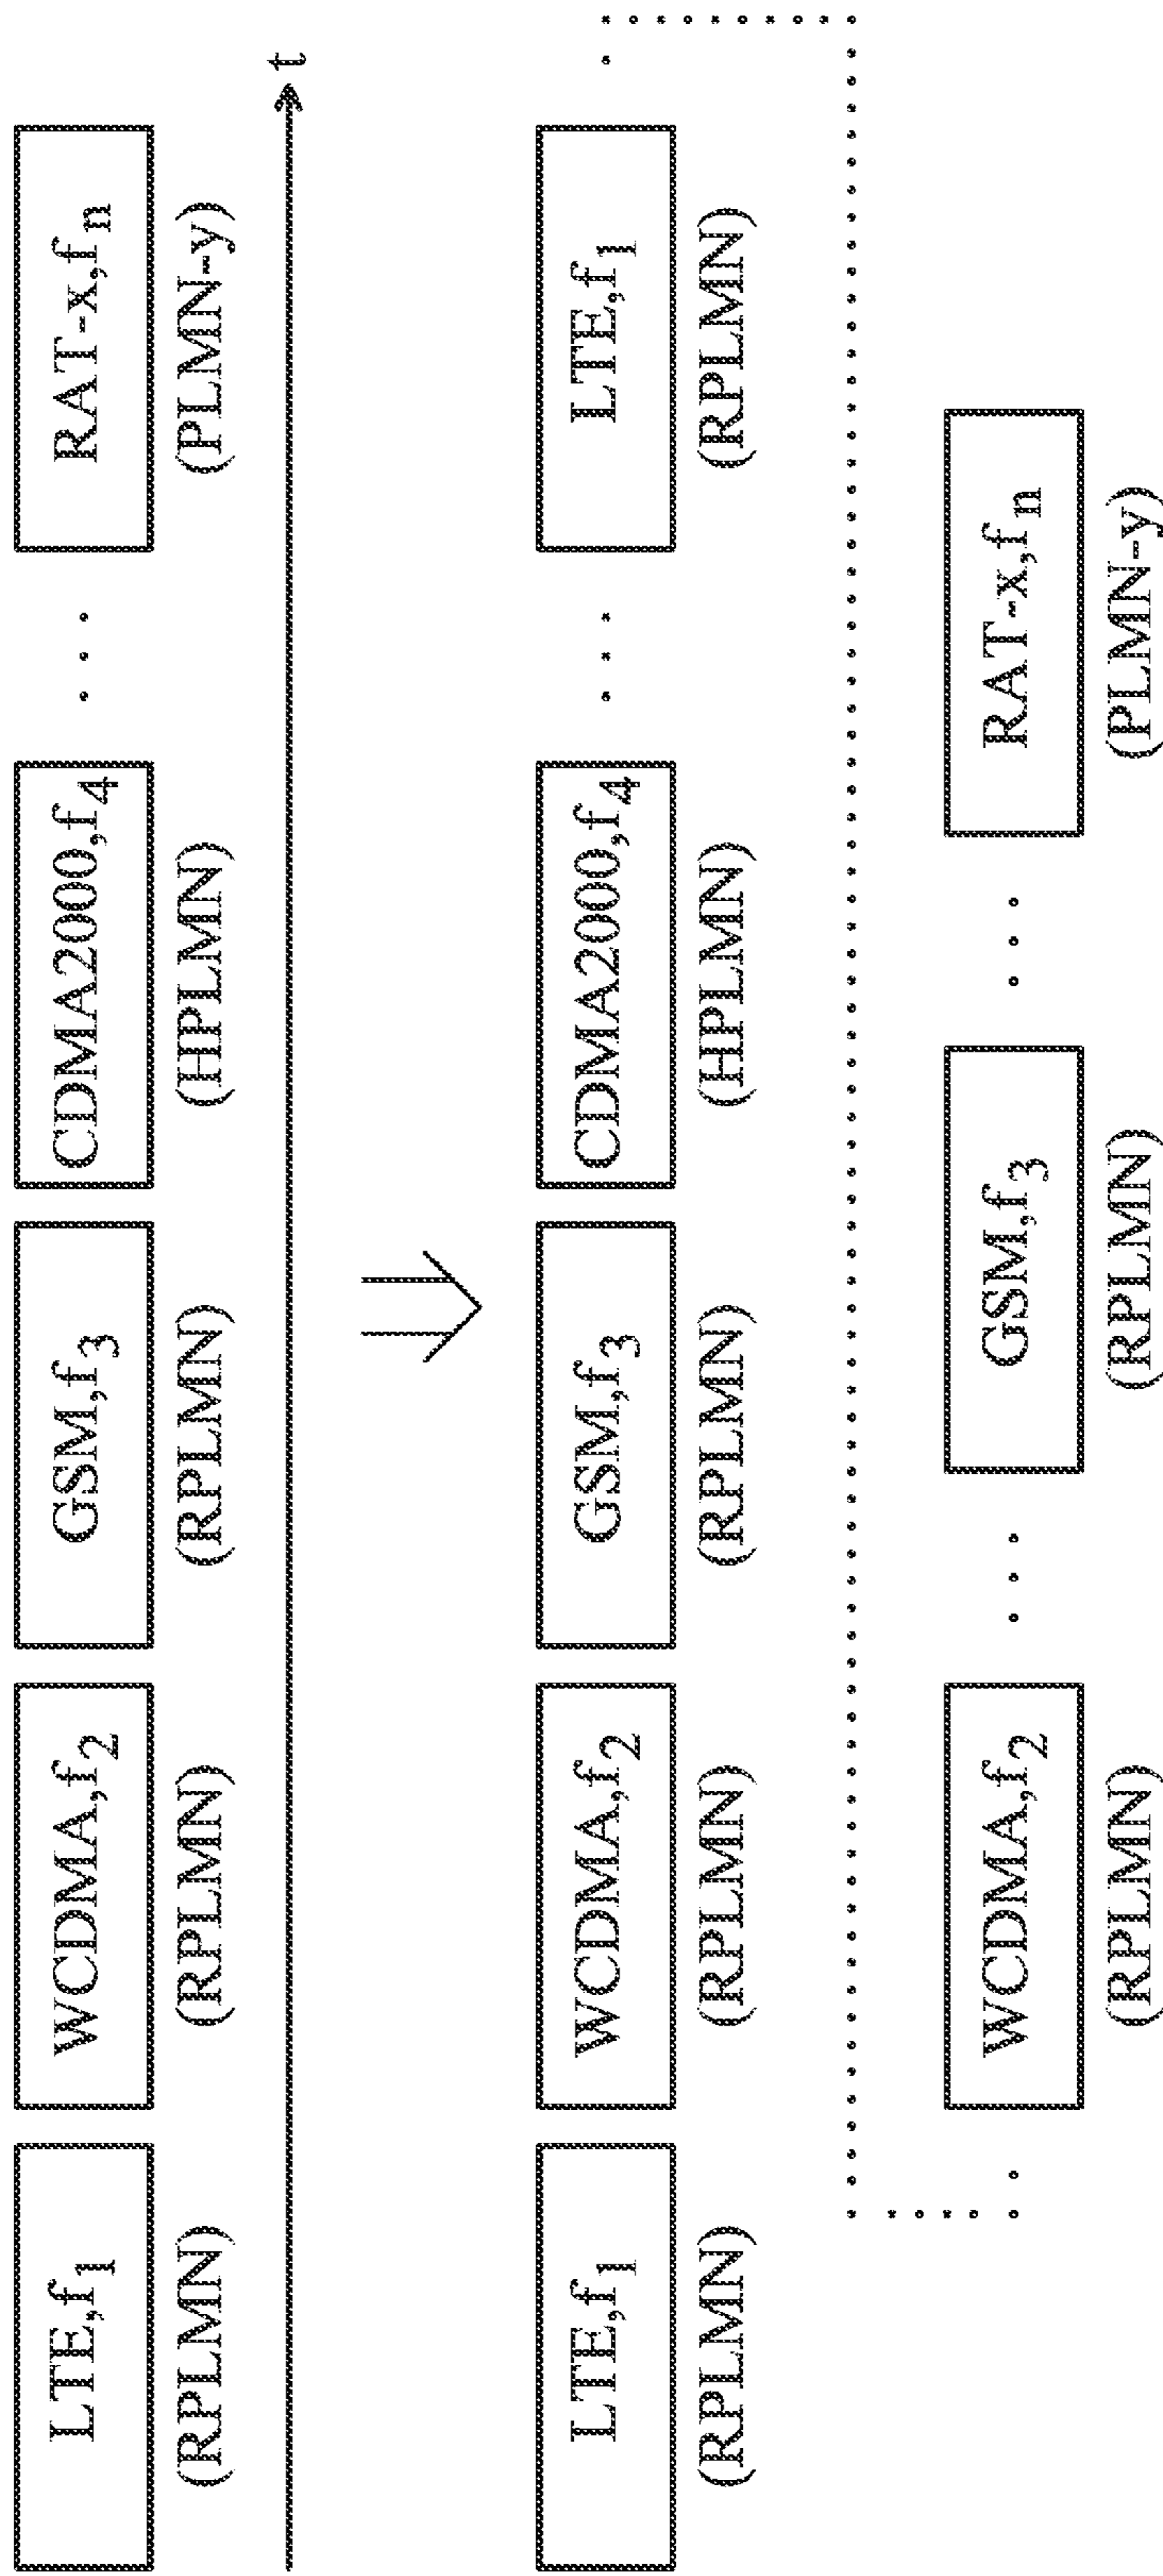 LTE,f1 WCDMA,f2 GSM,f3 CDMA2000,f4 . . . RAT-x,fn
(RPLMN) (RPLMN) (RPLMN) (HPLMN) (PLMN-y)
t
LTE,f1 WCDMA,f2 GSM,f3 CDMA2000,f4 . . . LTE,f1
(RPLMN) (RPLMN) (RPLMN) (HPLMN) (RPLMN)
WCDMA,f2 . . . GSM,f3 . . . RAT-x,fn
(RPLMN) (RPLMN) (PLMN-y)